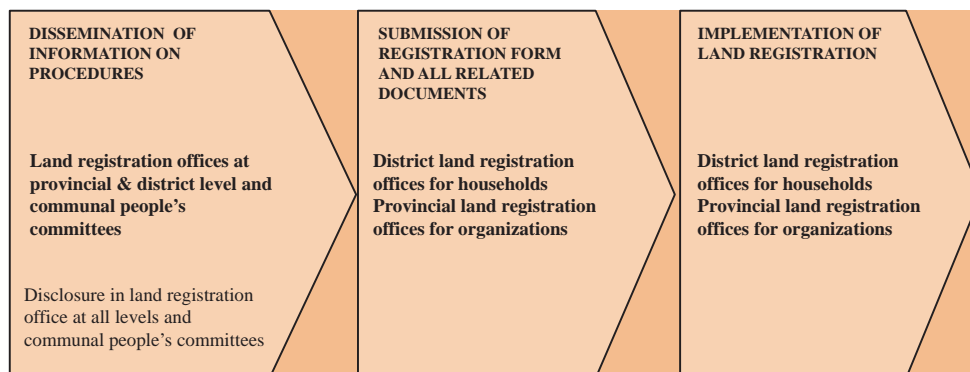 DISSEMINATION OF
INFORMATION ON
PROCEDURES
Land registration offices at
provincial & district level and
communal people's
committees
Disclosure in land registration
office at all levels and
communal people's committees
SUBMISSION OF
REGISTRATION FORM
AND ALL RELATED
DOCUMENTS
District land registration
offices for households
Provincial land registration
offices for organizations
IMPLEMENTATION OF
LAND REGISTRATION
District land registration
offices for households
Provincial land registration
offices for organizations